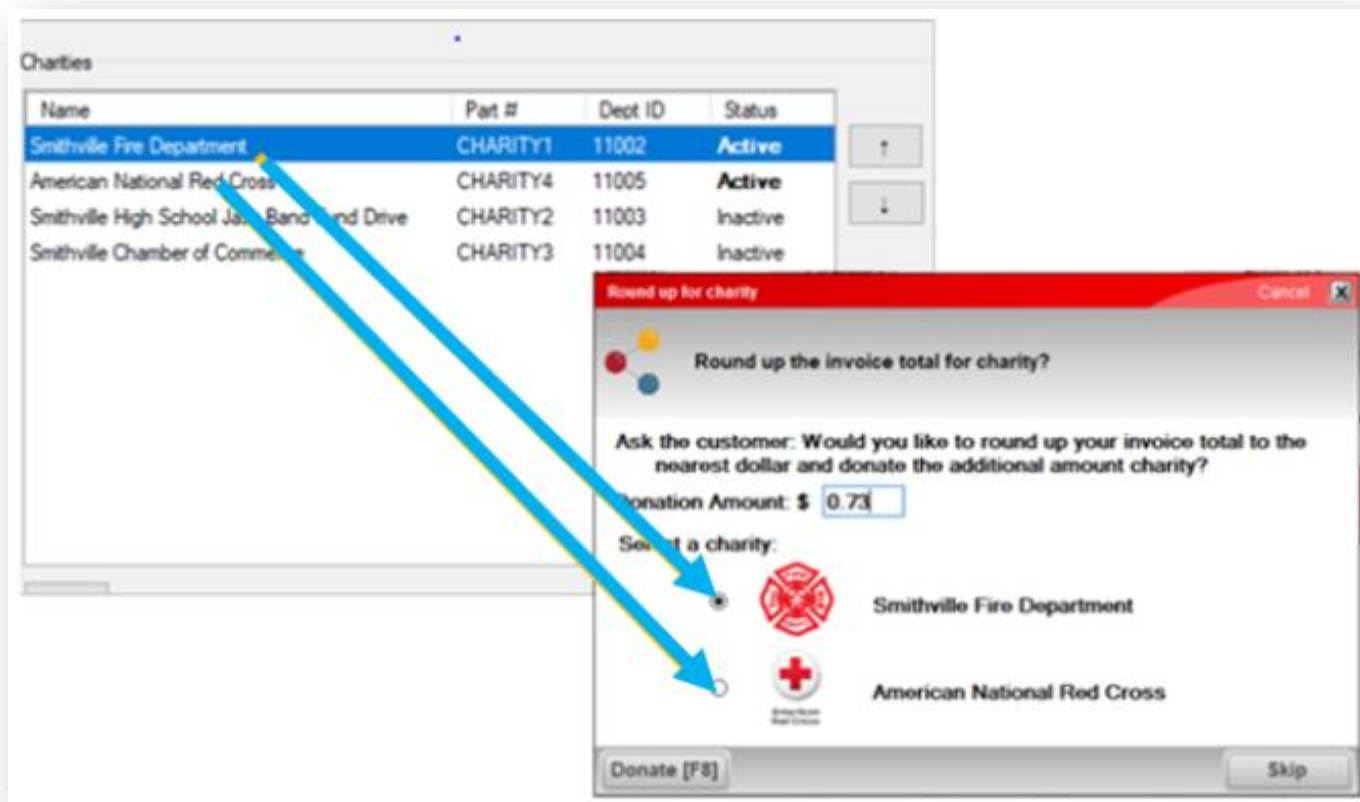 Charities
Name Part # Dept ID Status
Smithville Fire Department CHARITY1 11002 Active
American National Red Cross CHARITY4 11005 Active
Smithville High School Band Drive CHARITY2 11003 Inactive
Smithville Chamber of CHARITY3 11004 Inactive
Round up for charity Cancel X
Round up the invoice total for charity?
Ask the customer: Would you like to round up your invoice total to the
nearest dollar and donate the additional amount charity?
Amount: $ 0.73
a charity:
Smithville Fire Department
American National Red Cross
Donate [F8] Skip